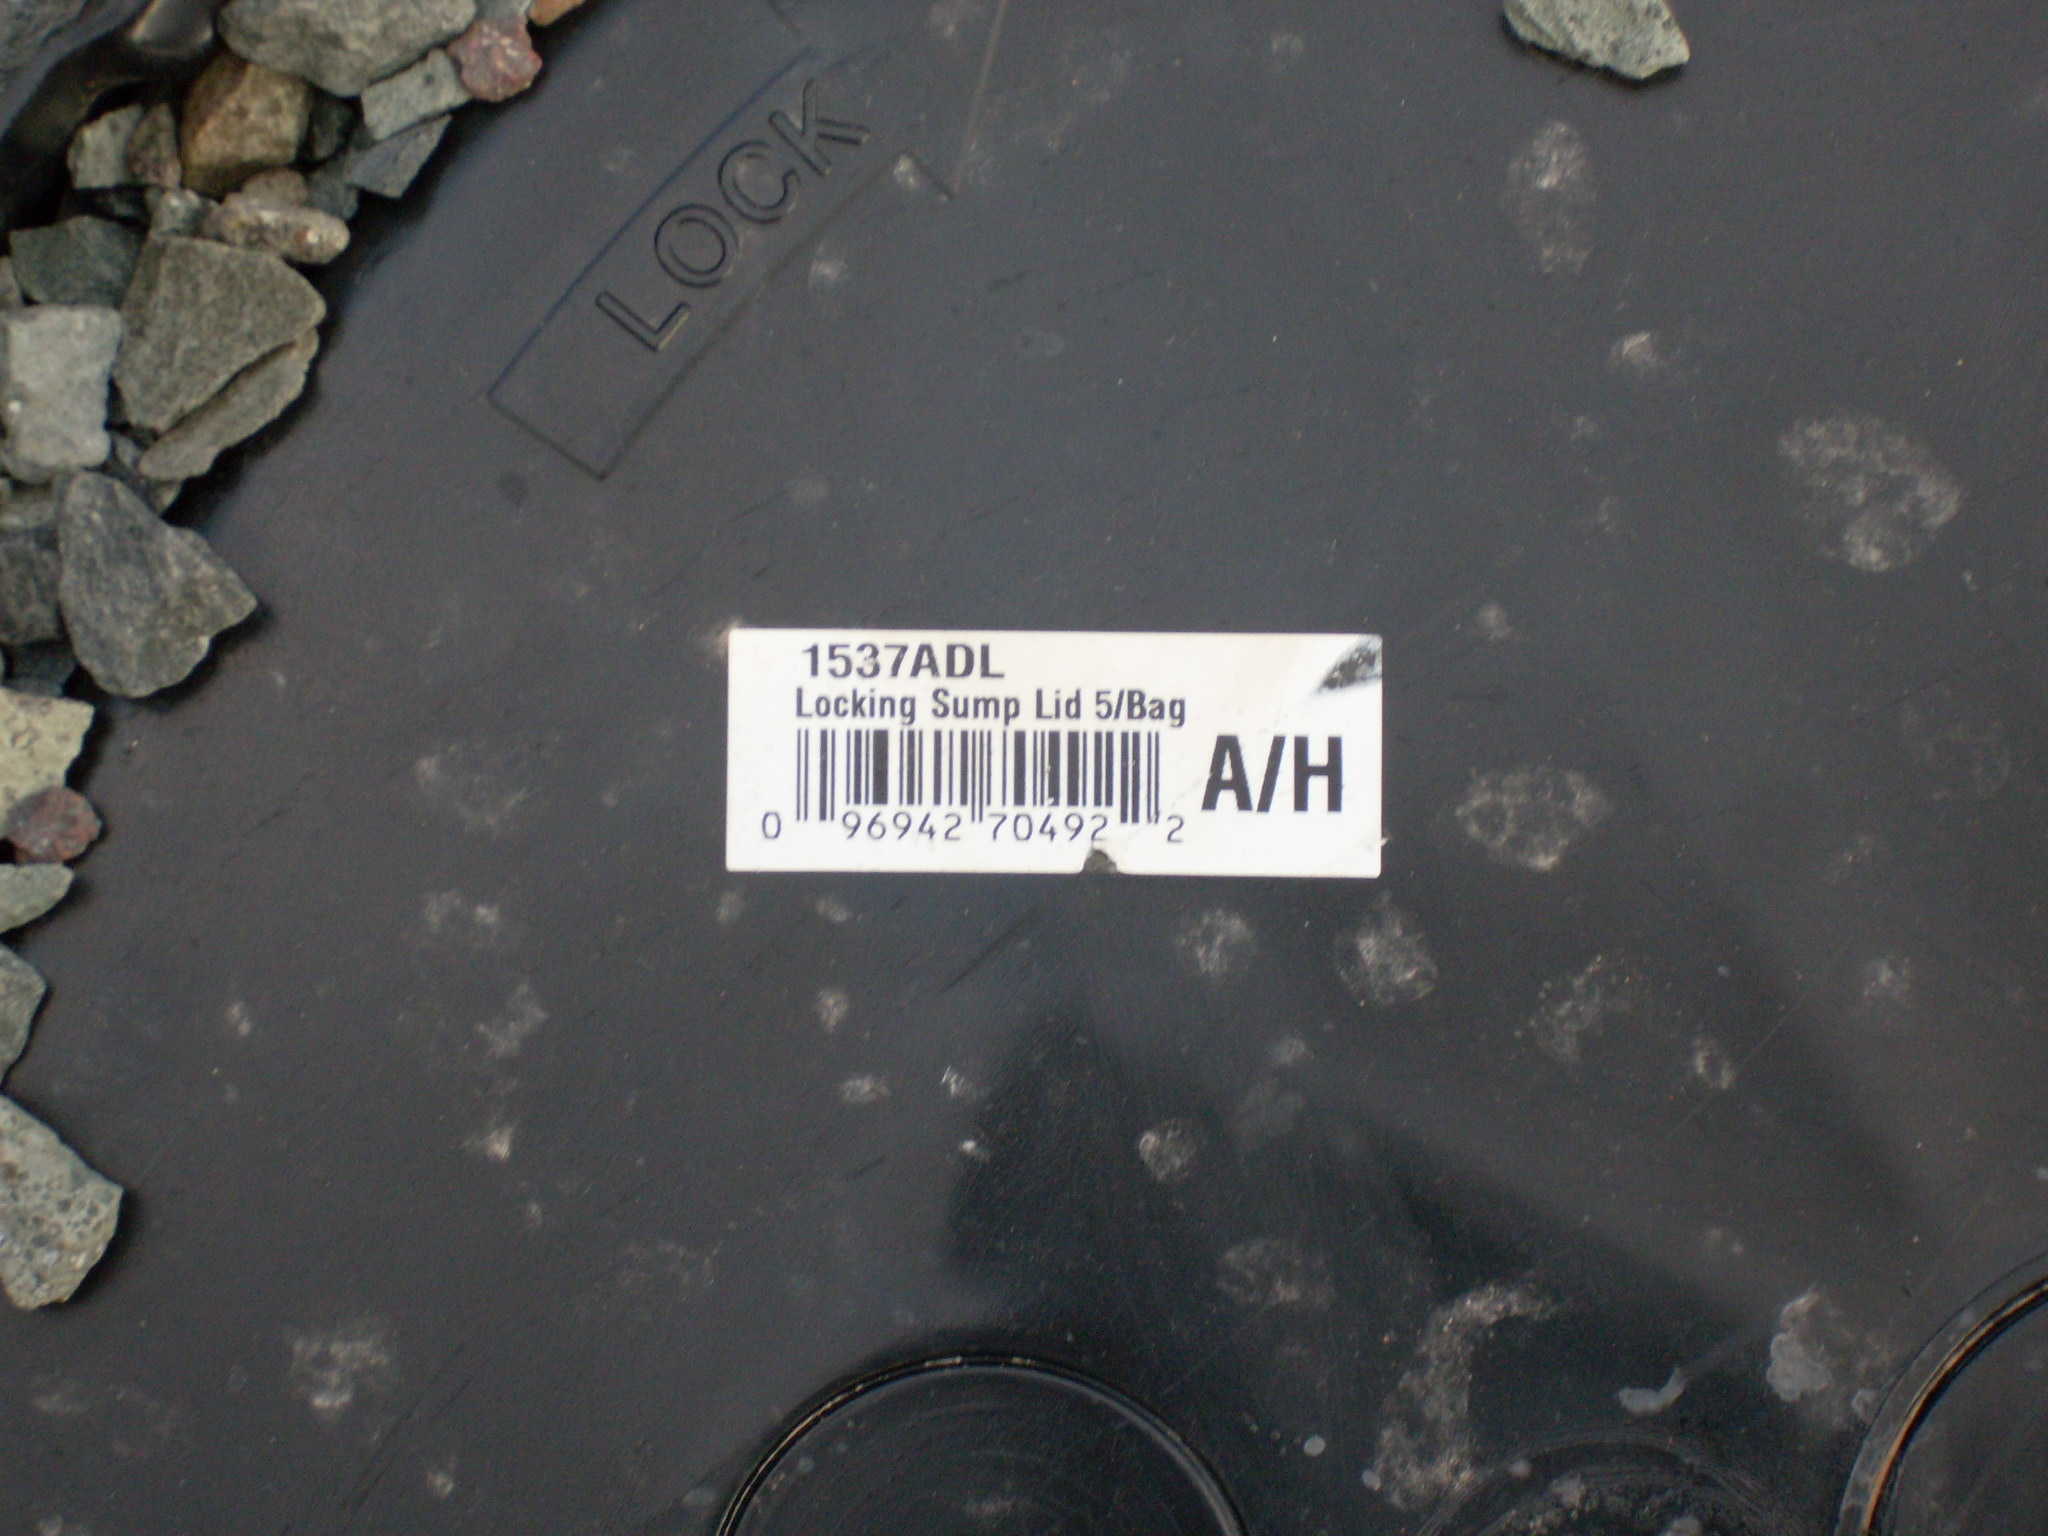 LOCK
1537ADL
Locking Sump Lid 5/Bag
A/H
0 96942 70492 2